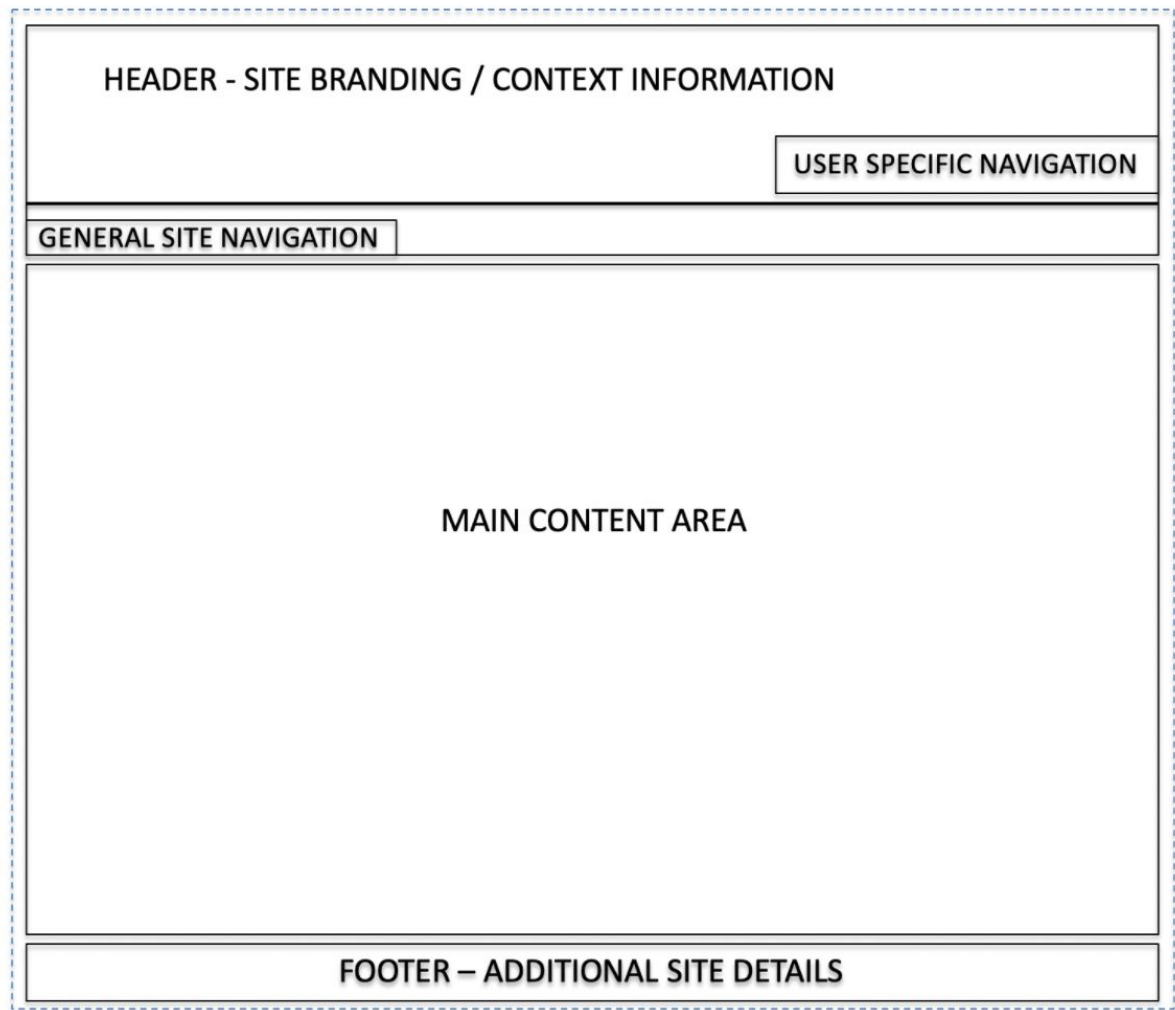 HEADER - SITE BRANDING / CONTEXT INFORMATION
USER SPECIFIC NAVIGATION
GENERAL SITE NAVIGATION
MAIN CONTENT AREA
FOOTER – ADDITIONAL SITE DETAILS